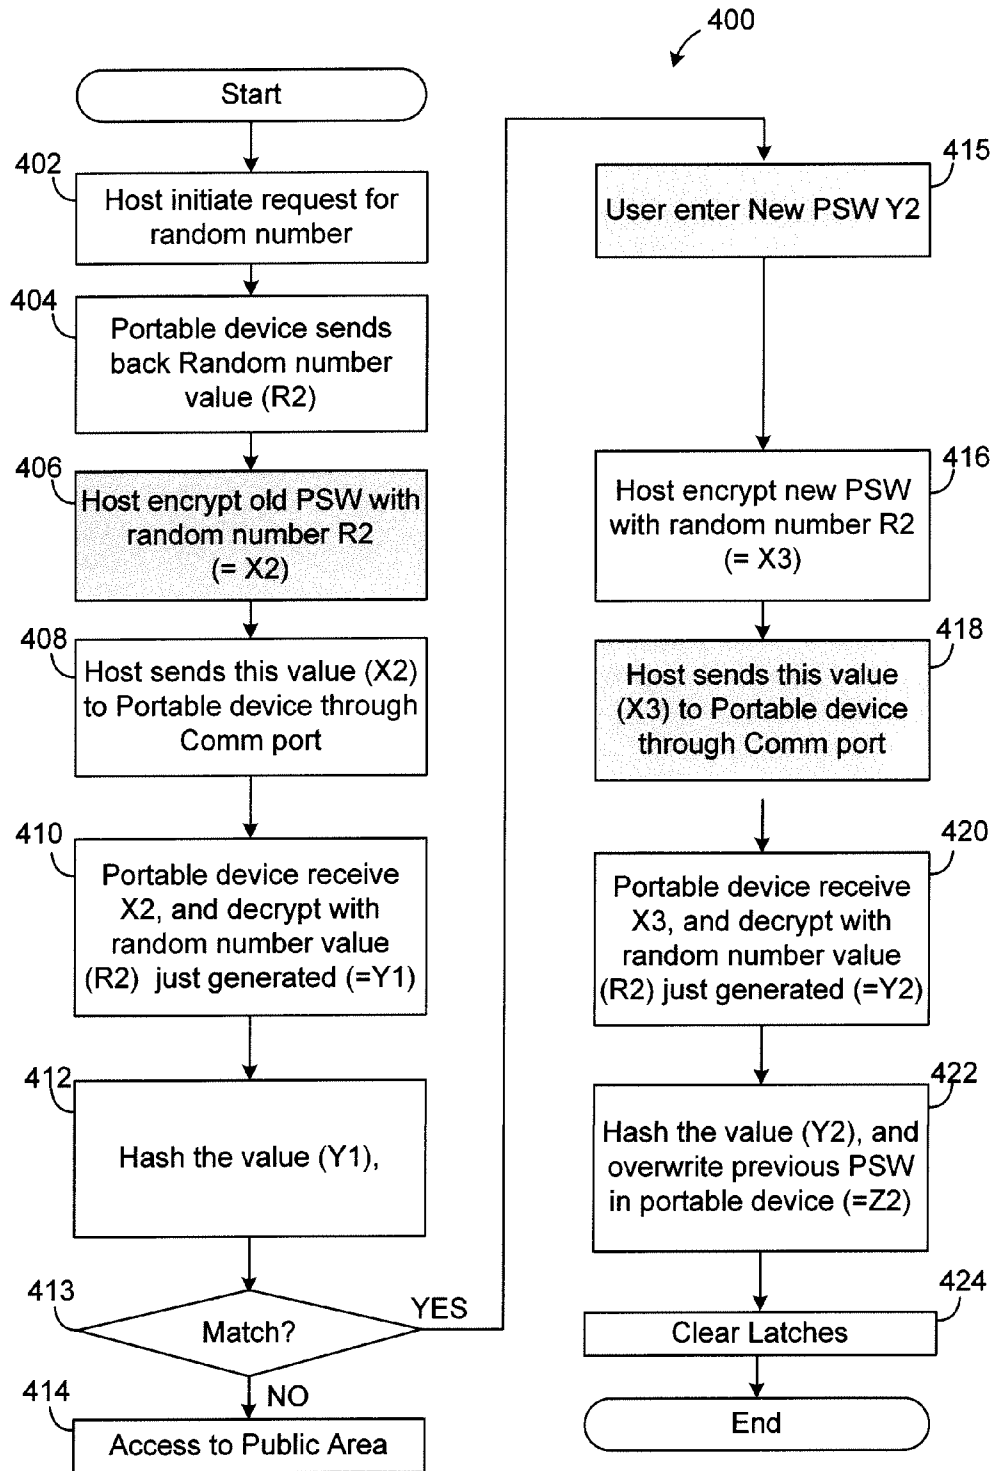 400
Start
402
Host initiate request for
random number
404
Portable device sends
back Random number
value (R2)
406
Host encrypt old PSW with
random number R2
(= X2)
408
Host sends this value (X2)
to Portable device through
Comm port
410
Portable device receive
X2, and decrypt with
random number value
(R2) just generated (=Y1)
412
Hash the value (Y1),
413
Match?
YES
NO
414
Access to Public Area
415
User enter New PSW Y2
416
Host encrypt new PSW
with random number R2
(= X3)
418
Host sends this value
(X3) to Portable device
through Comm port
420
Portable device receive
X3, and decrypt with
random number value
(R2) just generated (=Y2)
422
Hash the value (Y2), and
overwrite previous PSW
in portable device (=Z2)
424
Clear Latches
End